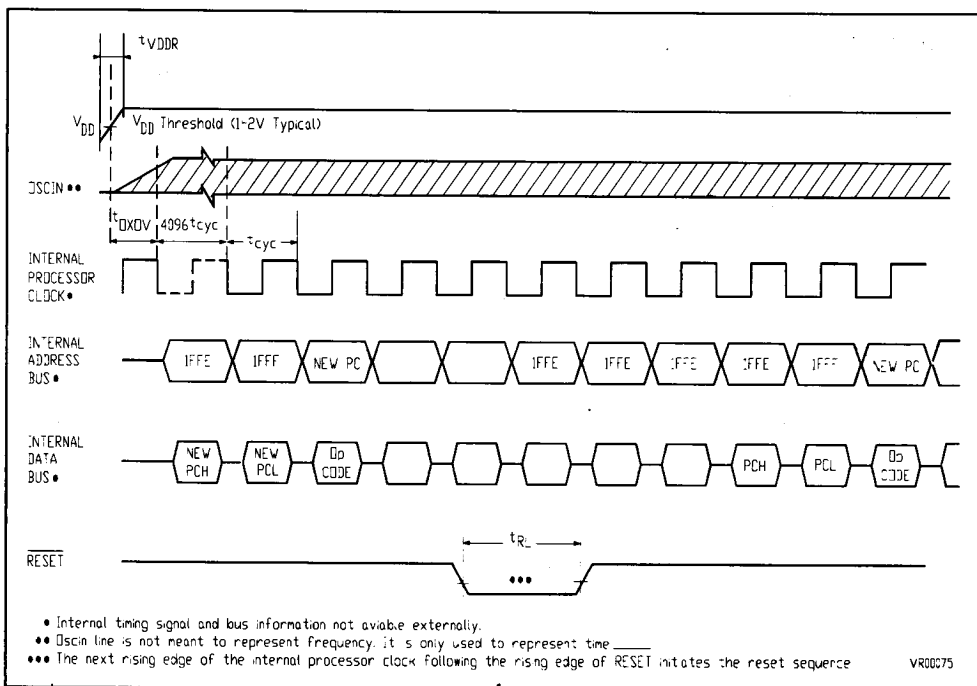 tVDDR
VDD
VDD Threshold (1-2V Typical)
OSCIN ••
tOXOV
4096 tcyc
tcyc
INTERNAL
PROCESSOR
CLOCK •
INTERNAL
ADDRESS
BUS •
1FFE
1FFF
NEW PC
1FFE
1FFE
1FFE
1FFE
1FFF
NEW PC
INTERNAL
DATA
BUS •
NEW
PCH
NEW
PCL
Op
CODE
PCH
PCL
Op
CODE
RESET
tRL
•••
• Internal timing signal and bus information not aviable externally.
•• Oscin line is not meant to represent frequency. it is only used to represent time
••• The next rising edge of the internal processor clock following the rising edge of RESET initates the reset sequence
VR00075